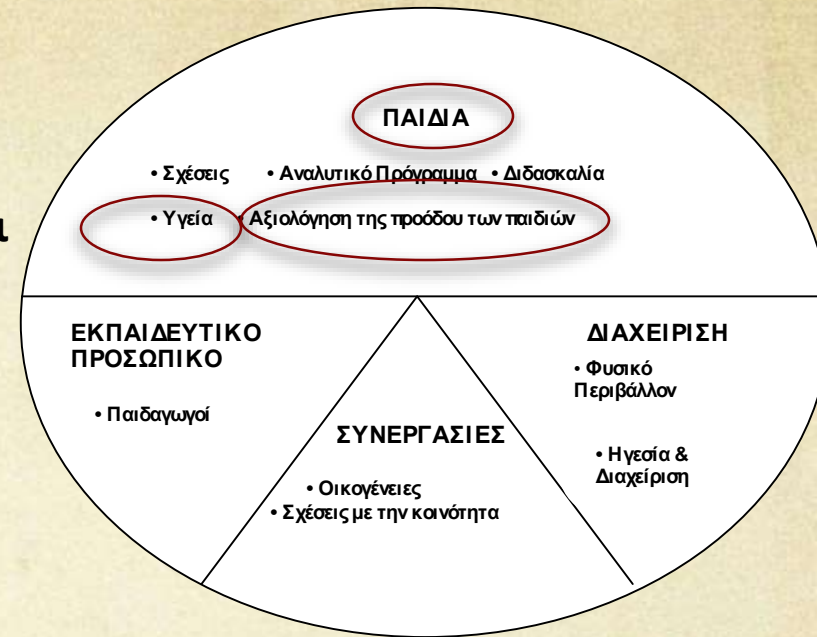 ΠΑΙΔΙΑ
• Σχέσεις • Αναλυτικό Πρόγραμμα • Διδασκαλία
• Υγεία • Αξιολόγηση της προόδου των παιδιών
ΕΚΠΑΙΔΕΥΤΙΚΟ
ΠΡΟΣΩΠΙΚΟ
• Παιδαγωγοί
ΣΥΝΕΡΓΑΣΙΕΣ
• Οικογένειες
• Σχέσεις με την κοινότητα
ΔΙΑΧΕΙΡΙΣΗ
• Φυσικό
Περιβάλλον
• Ηγεσία &
Διαχείριση